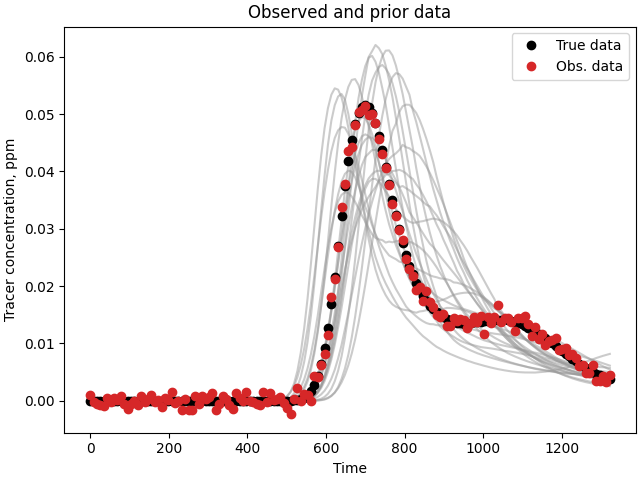 Observed and prior data
True data
Obs. data
Tracer concentration, ppm
0.06
0.05
0.04
0.03
0.02
0.01
0.00
0 200 400 600 800 1000 1200
Time